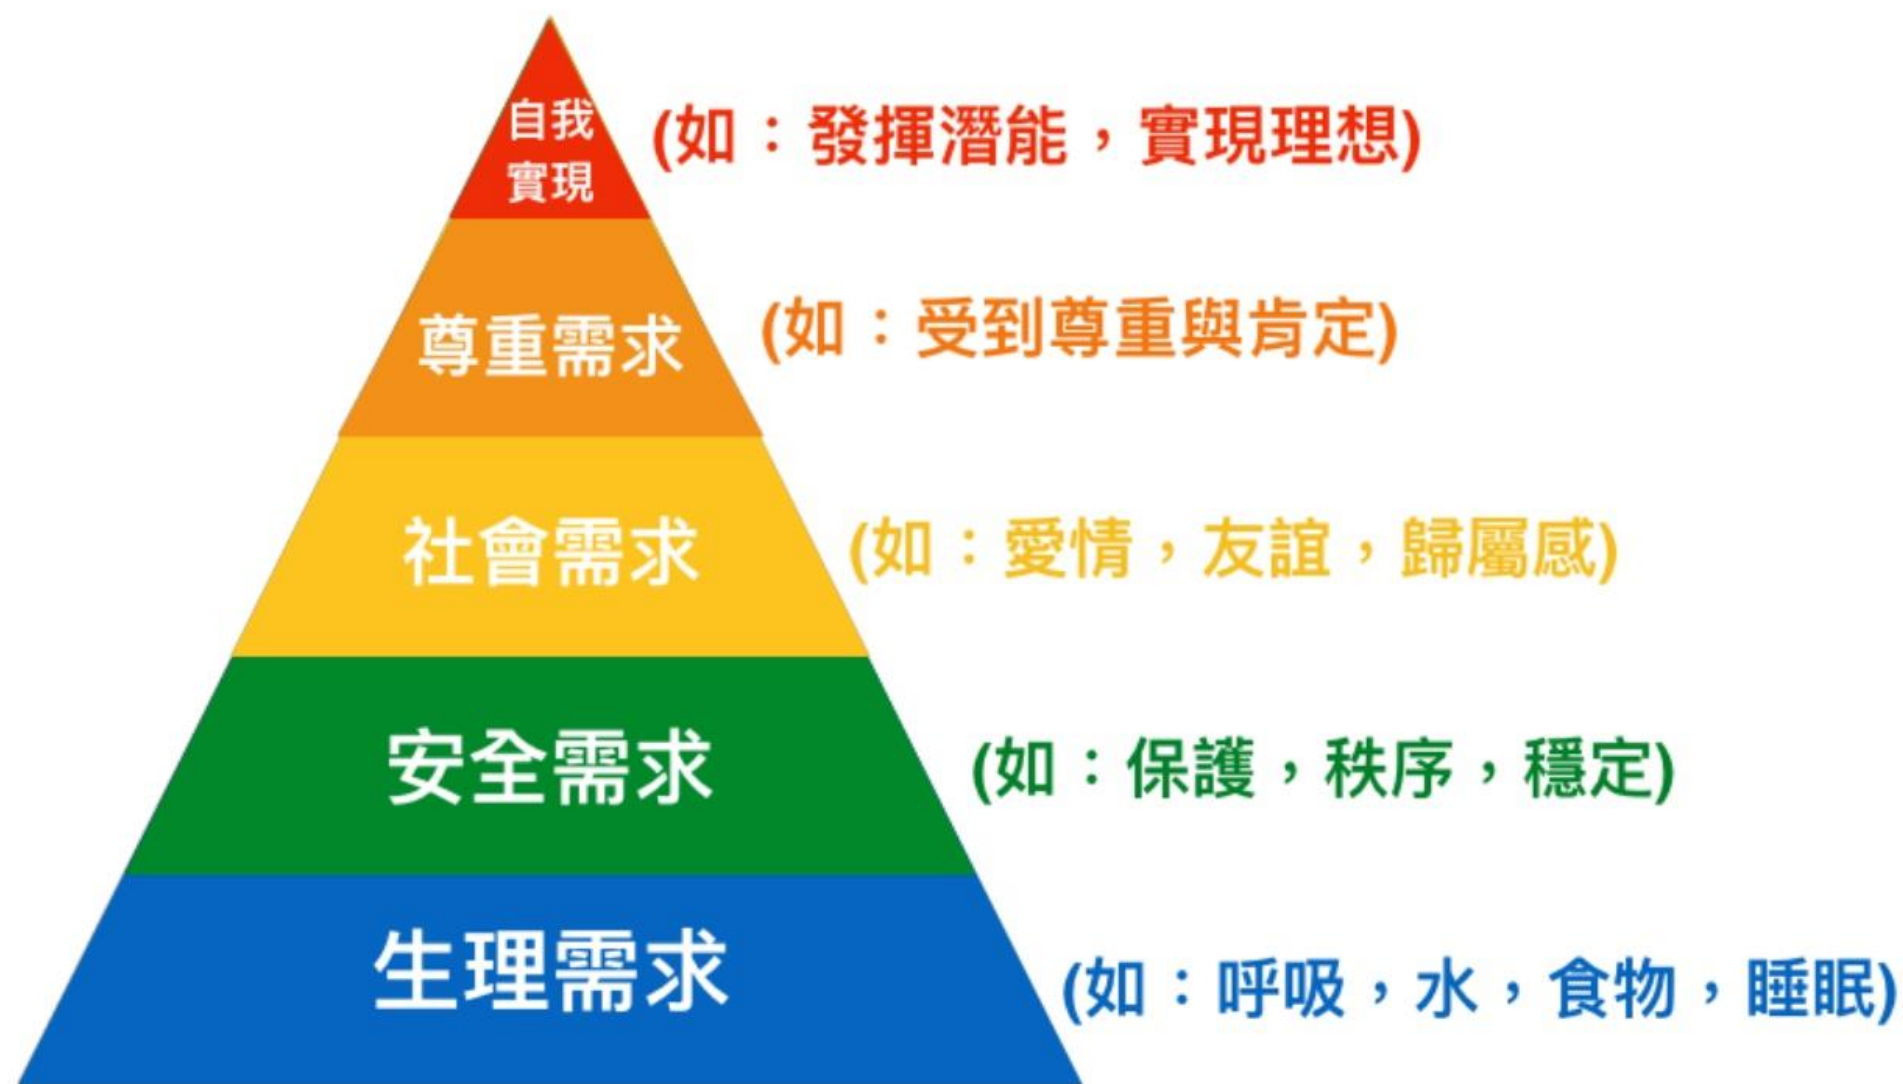 自我
實現
(如：發揮潛能，實現理想)
尊重需求
(如：受到尊重與肯定)
社會需求
(如：愛情，友誼，歸屬感)
安全需求
(如：保護，秩序，穩定)
生理需求
(如：呼吸，水，食物，睡眠)